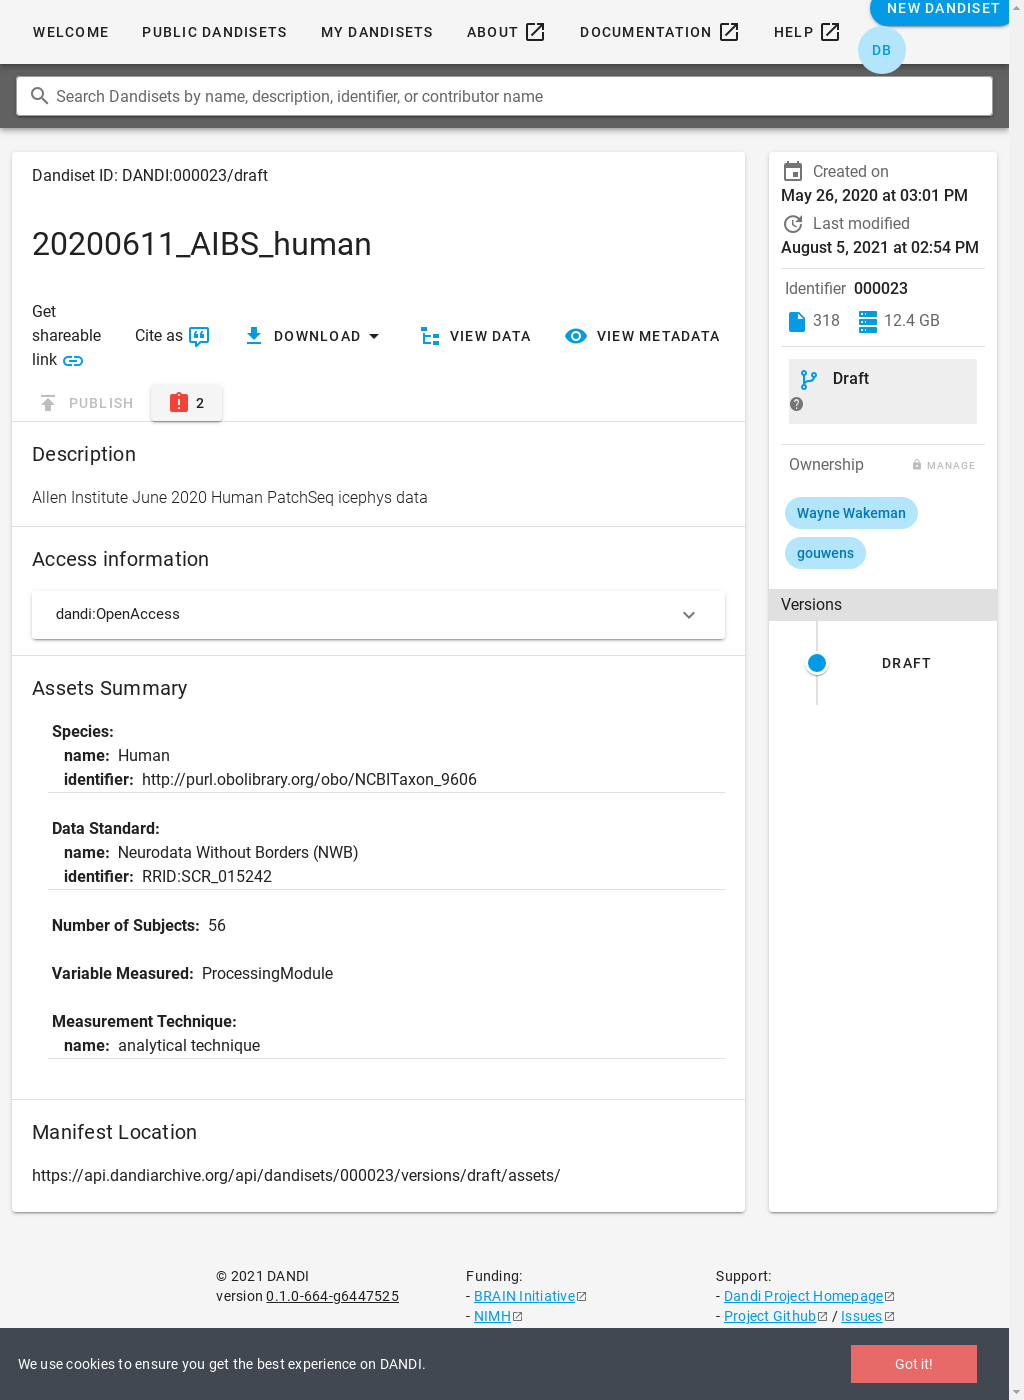 NEW DANDISET
WELCOME PUBLIC DANDISETS MY DANDISETS ABOUT DOCUMENTATION HELP
DB
Search Dandisets by name, description, identifier, or contributor name
Dandiset ID: DANDI:000023/draft
20200611_AIBS_human
Get shareable link
Cite as
DOWNLOAD
VIEW DATA
VIEW METADATA
PUBLISH
2
Description
Allen Institute June 2020 Human PatchSeq icephys data
Access information
dandi:OpenAccess
Assets Summary
Species:
name: Human
identifier: http://purl.obolibrary.org/obo/NCBITaxon_9606
Data Standard:
name: Neurodata Without Borders (NWB)
identifier: RRID:SCR_015242
Number of Subjects: 56
Variable Measured: ProcessingModule
Measurement Technique:
name: analytical technique
Manifest Location
https://api.dandiarchive.org/api/dandisets/000023/versions/draft/assets/
Created on
May 26, 2020 at 03:01 PM
Last modified
August 5, 2021 at 02:54 PM
Identifier 000023
318 12.4 GB
Draft
Ownership MANAGE
Wayne Wakeman
gouwens
Versions
DRAFT
© 2021 DANDI
version 0.1.0-664-g6447525
Funding:
- BRAIN Initiative
- NIMH
Support:
- Dandi Project Homepage
- Project Github / Issues
We use cookies to ensure you get the best experience on DANDI.
Got it!